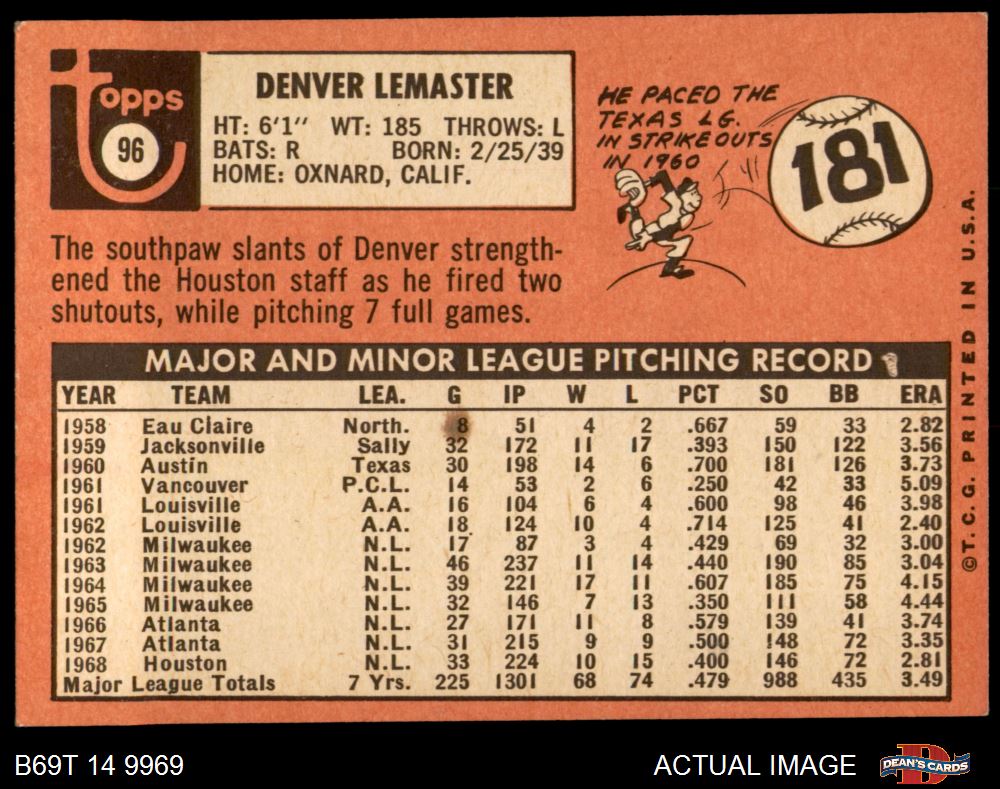 topps
96
DENVER LEMASTER
HT: 6'1" WT: 185 THROWS: L
BATS: R BORN: 2/25/39
HOME: OXNARD, CALIF.
HE PACED THE
TEXAS LG.
IN STRIKEOUTS
IN 1960
181
The southpaw slants of Denver strength-
ened the Houston staff as he fired two
shutouts, while pitching 7 full games.
MAJOR AND MINOR LEAGUE PITCHING RECORD
YEAR TEAM LEA. G IP W L PCT SO BB ERA
1958 Eau Claire North. 8 51 4 2 .667 59 33 2.82
1959 Jacksonville Sally 32 172 11 17 .393 150 122 3.56
1960 Austin Texas 30 198 14 6 .700 181 126 3.73
1961 Vancouver P.C.L. 14 53 2 6 .250 42 33 5.09
1961 Louisville A.A. 16 104 6 4 .600 98 46 3.98
1962 Louisville A.A. 18 124 10 4 .714 125 41 2.40
1962 Milwaukee N.L. 17 87 3 4 .429 69 32 3.00
1963 Milwaukee N.L. 46 237 11 14 .440 190 85 3.04
1964 Milwaukee N.L. 39 221 17 11 .607 185 75 4.15
1965 Milwaukee N.L. 32 146 7 13 .350 111 58 4.44
1966 Atlanta N.L. 27 171 11 8 .579 139 41 3.74
1967 Atlanta N.L. 31 215 9 9 .500 148 72 3.35
1968 Houston N.L. 33 224 10 15 .400 146 72 2.81
Major League Totals 7 Yrs. 225 1301 68 74 .479 988 435 3.49
©T.C.G. PRINTED IN U.S.A.
B69T 14 9969
ACTUAL IMAGE
D
DEAN'S CARDS